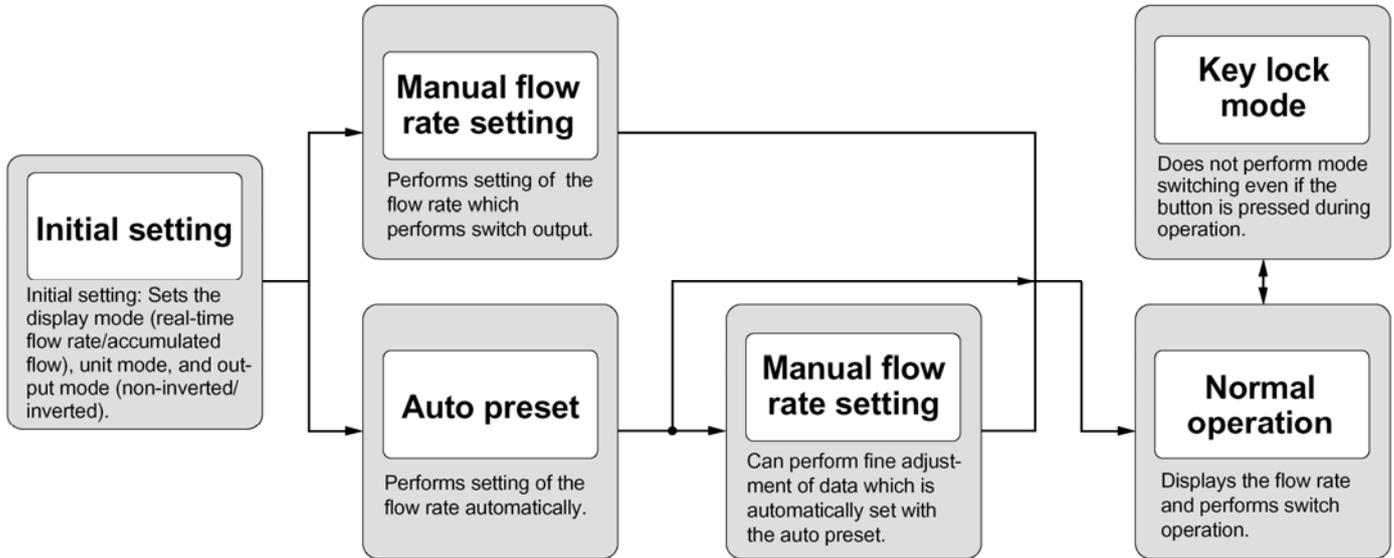 Initial setting
Initial setting: Sets the
display mode (real-time
flow rate/accumulated
flow), unit mode, and out-
put mode (non-inverted/
inverted).
Manual flow
rate setting
Performs setting of the
flow rate which
performs switch output.
Auto preset
Performs setting of the
flow rate automatically.
Manual flow
rate setting
Can perform fine adjust-
ment of data which is
automatically set with
the auto preset.
Key lock
mode
Does not perform mode
switching even if the
button is pressed during
operation.
Normal
operation
Displays the flow rate
and performs switch
operation.